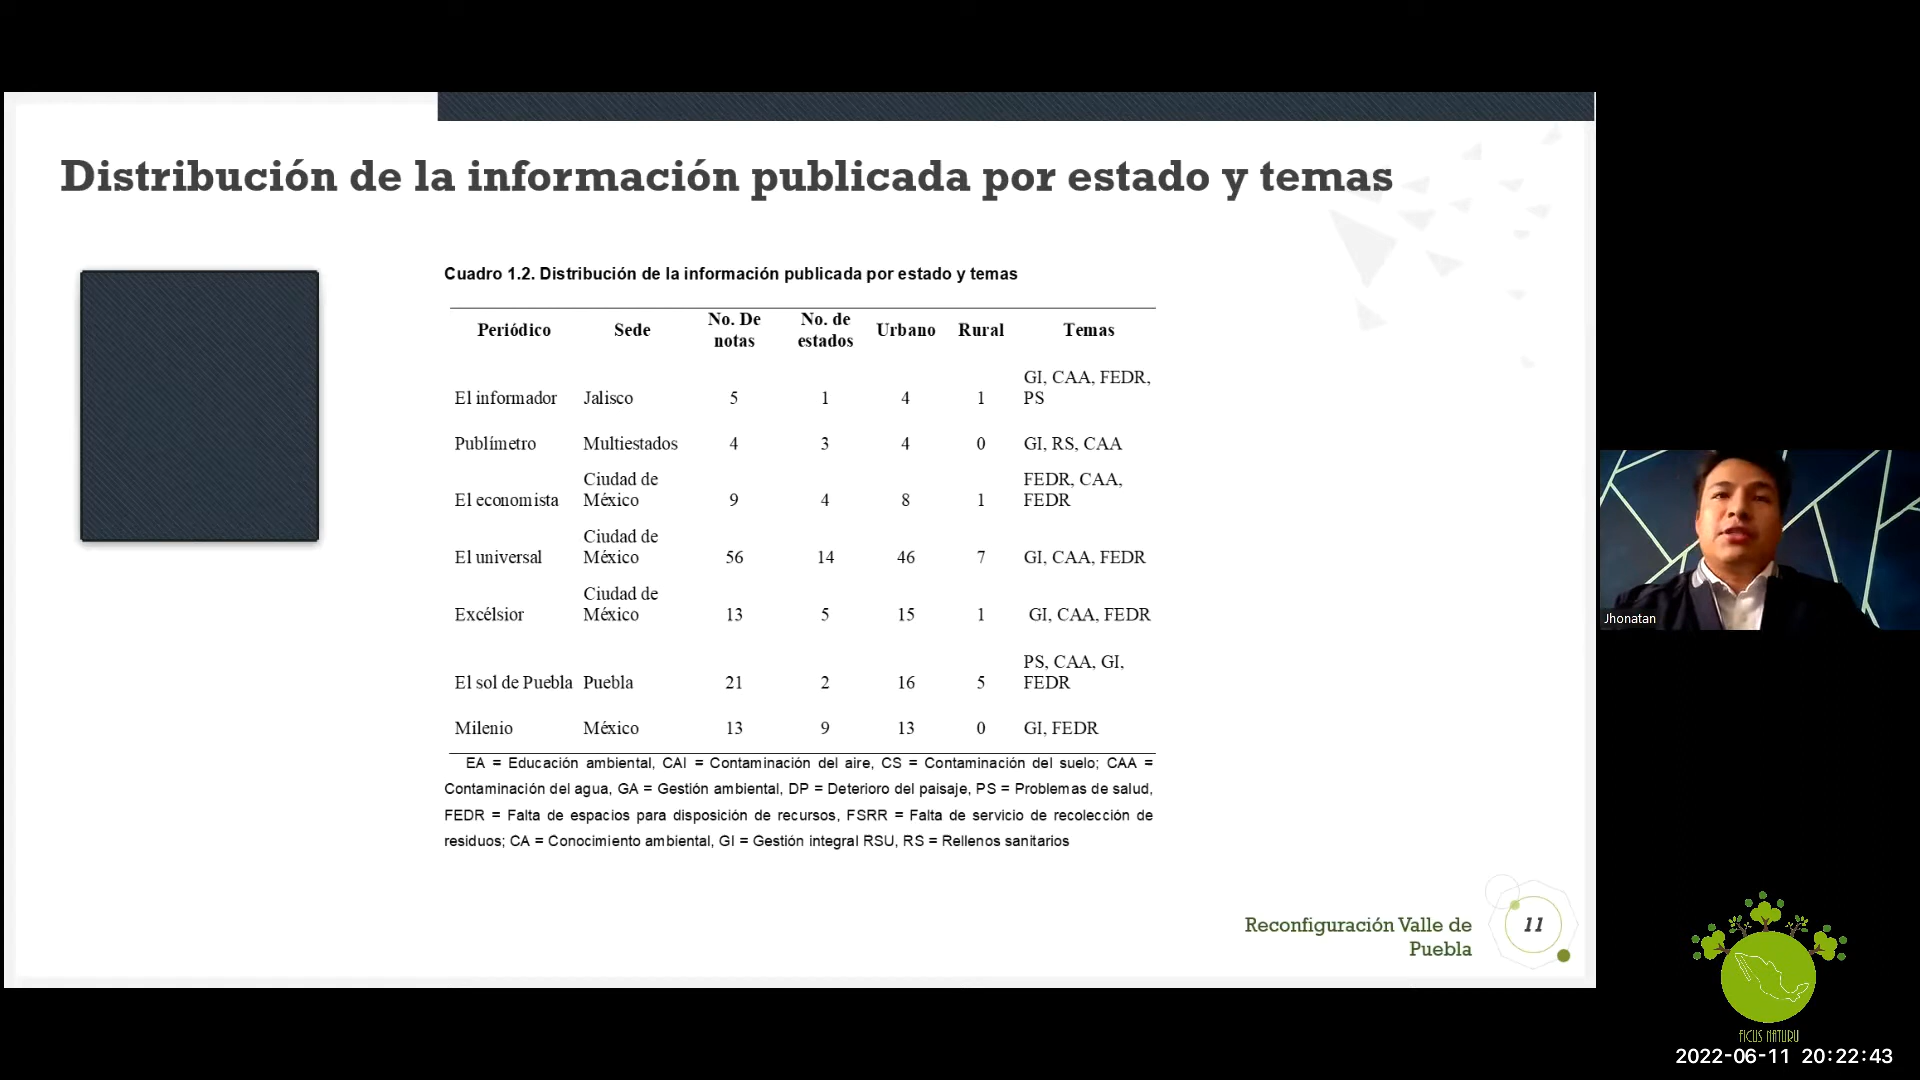 Distribución de la información publicada por estado y temas
Cuadro 1.2. Distribución de la información publicada por estado y temas
Periódico Sede No. De notas No. de estados Urbano Rural Temas
El informador Jalisco 5 1 4 1 GI, CAA, FEDR, PS
Publímetro Multiestados 4 3 4 0 GI, RS, CAA
El economista Ciudad de México 9 4 8 1 FEDR, CAA, FEDR
El universal Ciudad de México 56 14 46 7 GI, CAA, FEDR
Excélsior Ciudad de México 13 5 15 1 GI, CAA, FEDR
El sol de Puebla Puebla 21 2 16 5 PS, CAA, GI, FEDR
Milenio México 13 9 13 0 GI, FEDR
EA = Educación ambiental, CAI = Contaminación del aire, CS = Contaminación del suelo; CAA =
Contaminación del agua, GA = Gestión ambiental, DP = Deterioro del paisaje, PS = Problemas de salud,
FEDR = Falta de espacios para disposición de recursos, FSRR = Falta de servicio de recolección de
residuos; CA = Conocimiento ambiental, GI = Gestión integral RSU, RS = Rellenos sanitarios
Reconfiguración Valle de
Puebla
11
Jhonatan
FICUS NATURU
2022-06-11 20:22:43